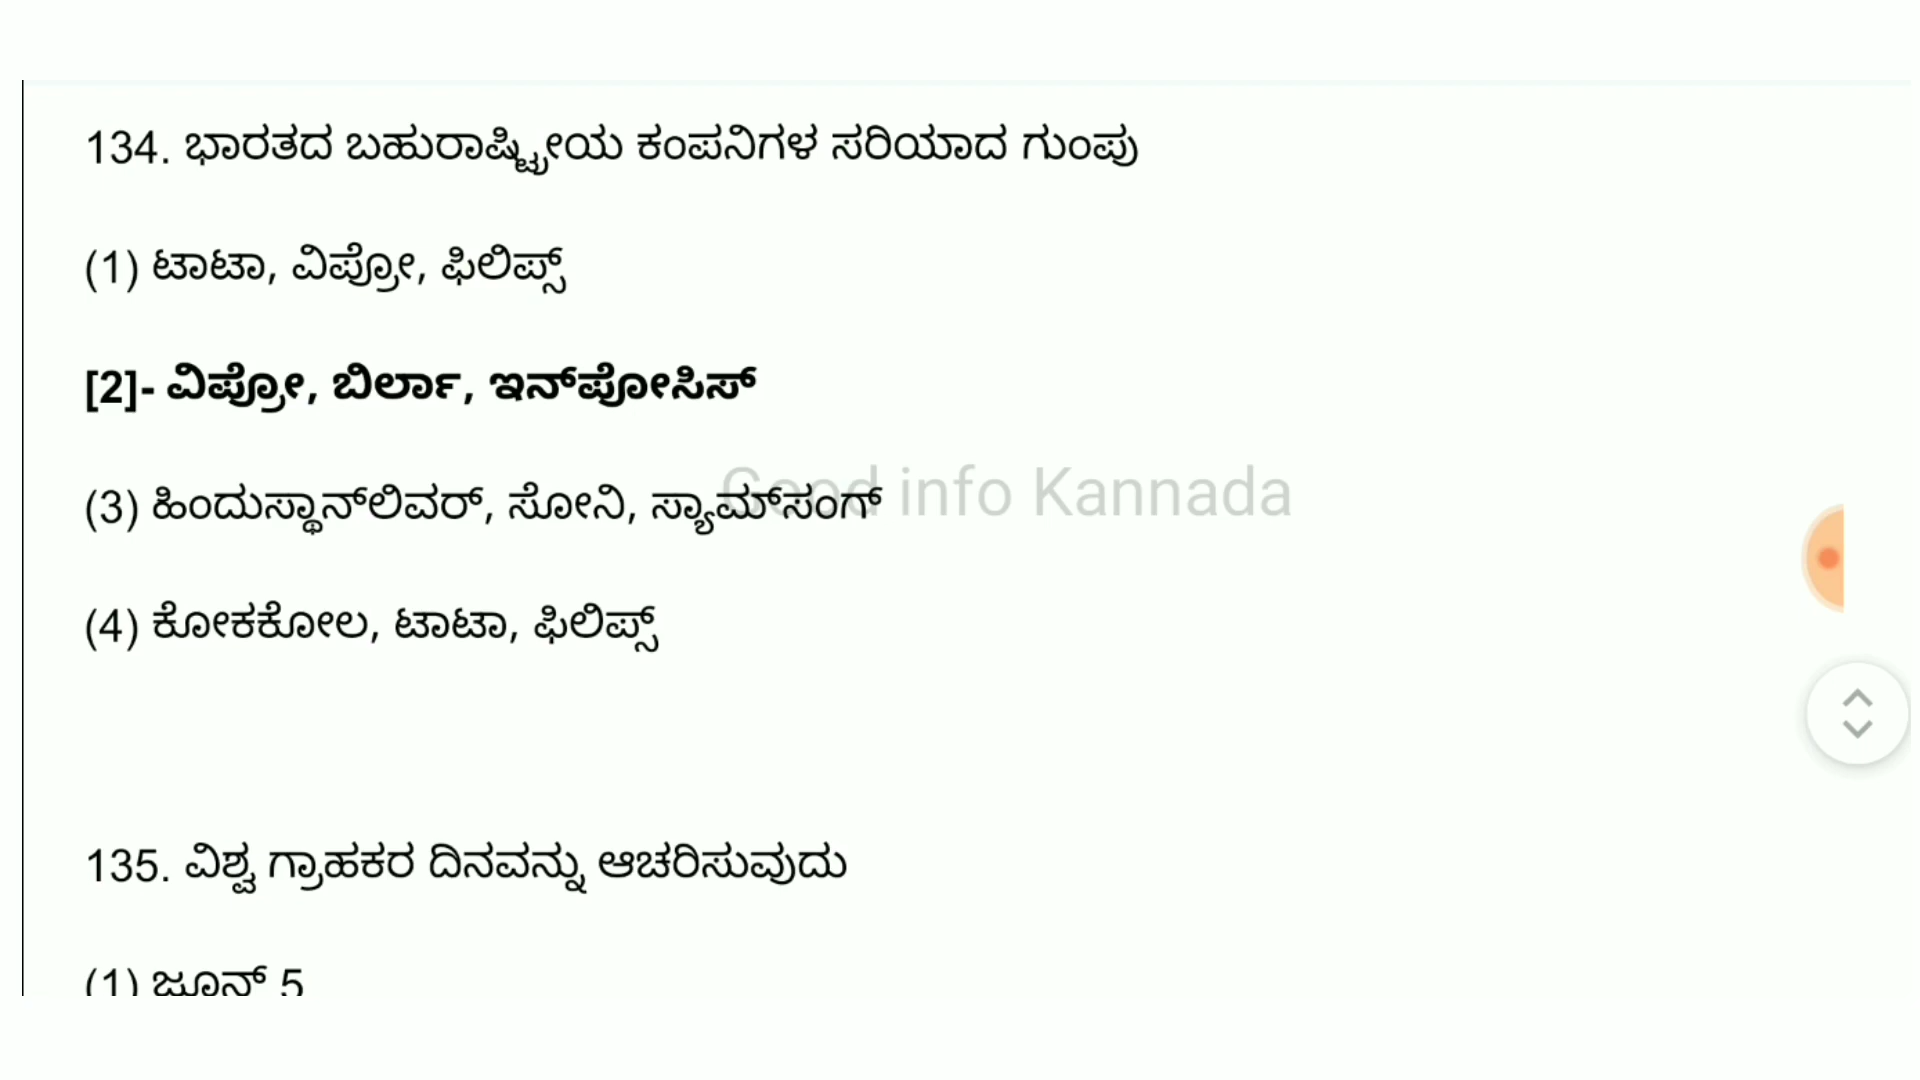 134. ಭಾರತದ ಬಹುರಾಷ್ಟ್ರೀಯ ಕಂಪನಿಗಳ ಸರಿಯಾದ ಗುಂಪು
(1) ಟಾಟಾ, ವಿಪ್ರೋ, ಫಿಲಿಪ್ಸ್
[2]- ವಿಪ್ರೋ, ಬಿರ್ಲಾ, ಇನ್‌ಪೋಸಿಸ್
(3) ಹಿಂದುಸ್ಥಾನ್‌ಲಿವರ್, ಸೋನಿ, ಸ್ಯಾಮ್‌ಸಂಗ್
Good info Kannada
(4) ಕೋಕಕೋಲ, ಟಾಟಾ, ಫಿಲಿಪ್ಸ್
135. ವಿಶ್ವ ಗ್ರಾಹಕರ ದಿನವನ್ನು ಆಚರಿಸುವುದು
(1) ಜೂನ್ 5